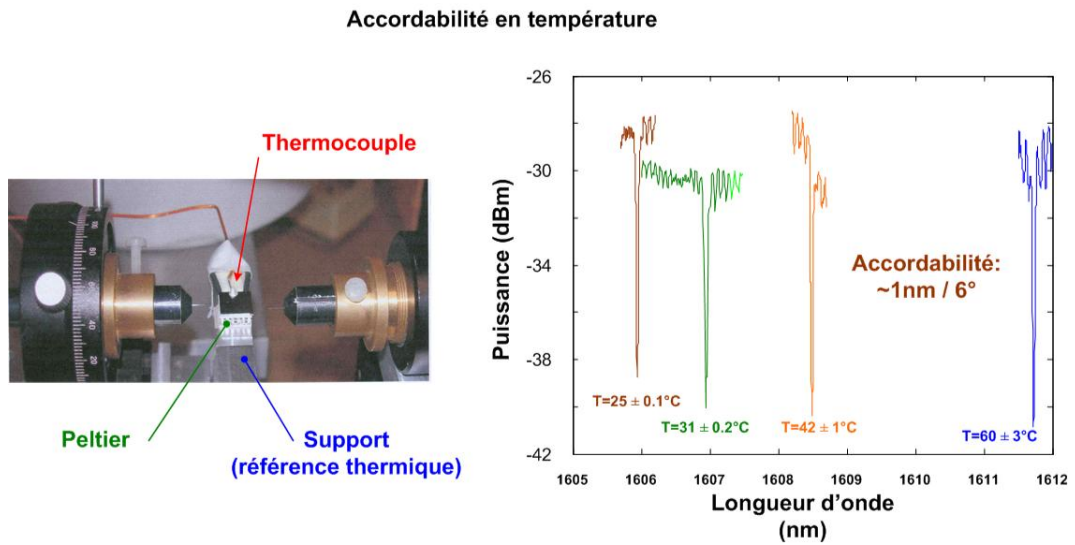 Accordabilité en température
Thermocouple
Peltier
Support
(référence thermique)
Puissance (dBm)
-26
-30
-34
-38
-42
Accordabilité:
~1nm / 6°
T=25 ± 0.1°C
T=31 ± 0.2°C
T=42 ± 1°C
T=60 ± 3°C
1605 1606 1607 1608 1609 1610 1611 1612
Longueur d'onde
(nm)